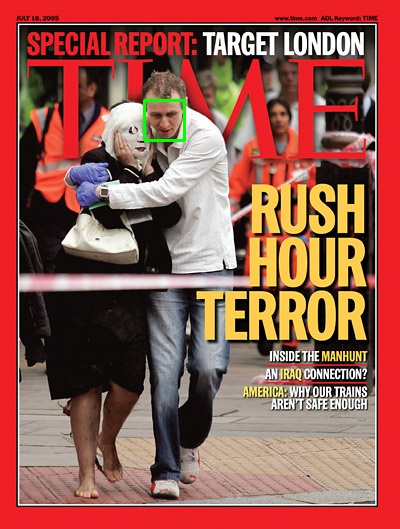 JULY 18, 2005
www.time.com AOL Keyword: TIME
SPECIAL REPORT: TARGET LONDON
TIME
RUSH
HOUR
TERROR
INSIDE THE MANHUNT
AN IRAQ CONNECTION?
AMERICA: WHY OUR TRAINS
AREN'T SAFE ENOUGH